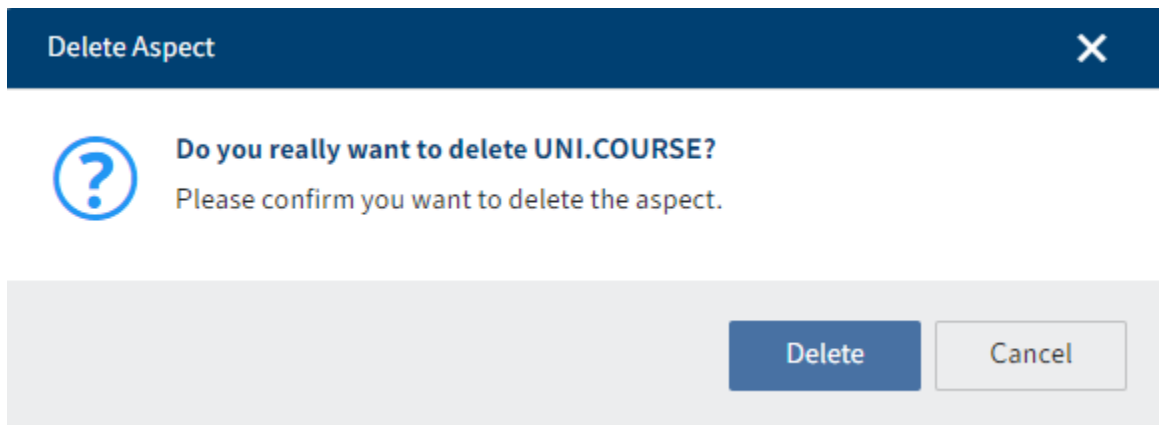 Delete Aspect
Do you really want to delete UNI.COURSE?
Please confirm you want to delete the aspect.
Delete
Cancel